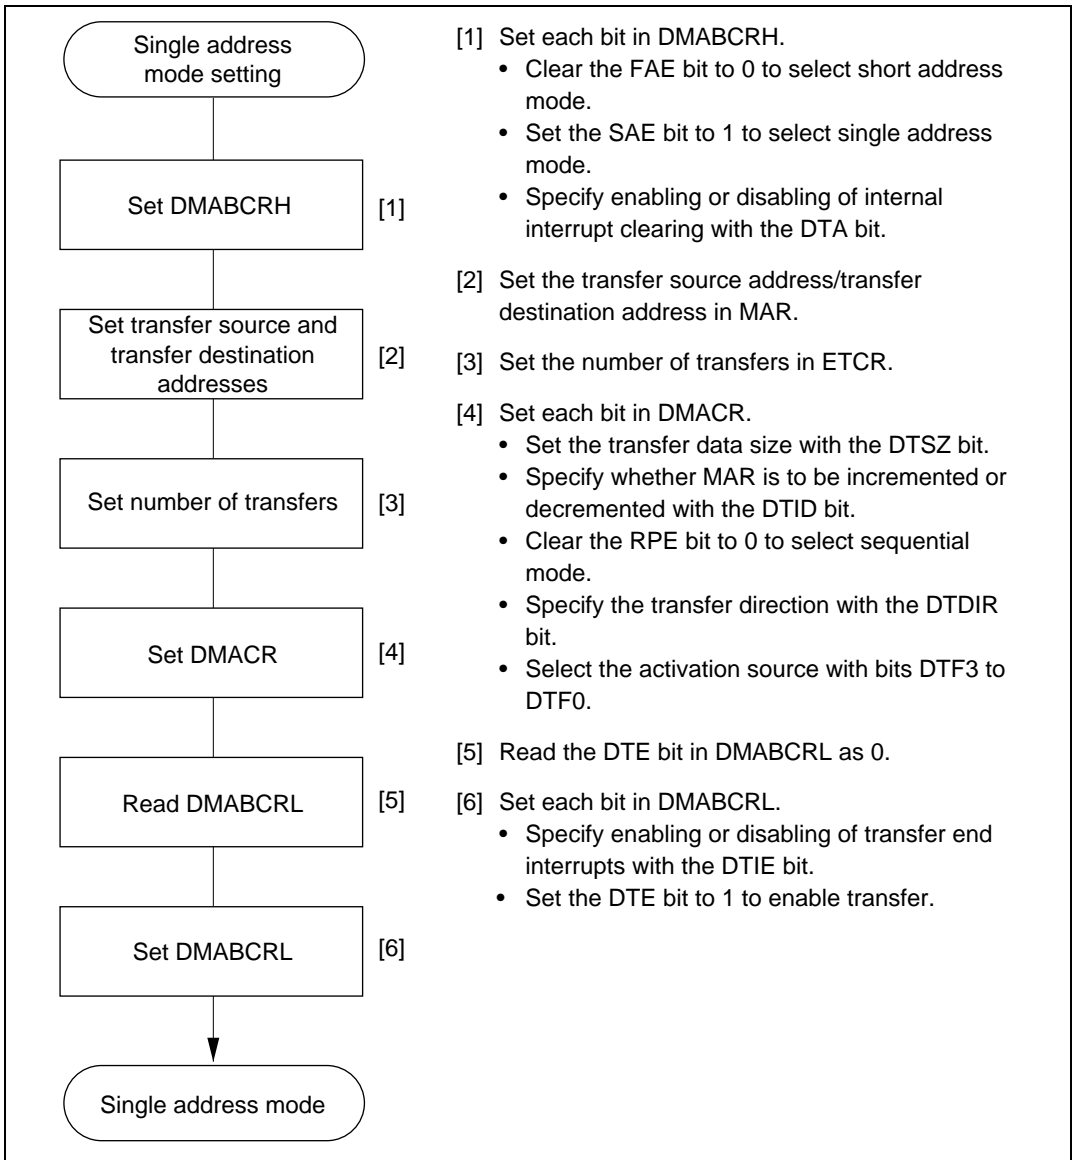 Single address
mode setting
Set DMABCRH [1]
Set transfer source and
transfer destination
addresses
[2]
Set number of transfers [3]
Set DMACR [4]
Read DMABCRL [5]
Set DMABCRL [6]
Single address mode
[1] Set each bit in DMABCRH.
• Clear the FAE bit to 0 to select short address
mode.
• Set the SAE bit to 1 to select single address
mode.
• Specify enabling or disabling of internal
interrupt clearing with the DTA bit.
[2] Set the transfer source address/transfer
destination address in MAR.
[3] Set the number of transfers in ETCR.
[4] Set each bit in DMACR.
• Set the transfer data size with the DTSZ bit.
• Specify whether MAR is to be incremented or
decremented with the DTID bit.
• Clear the RPE bit to 0 to select sequential
mode.
• Specify the transfer direction with the DTDIR
bit.
• Select the activation source with bits DTF3 to
DTF0.
[5] Read the DTE bit in DMABCRL as 0.
[6] Set each bit in DMABCRL.
• Specify enabling or disabling of transfer end
interrupts with the DTIE bit.
• Set the DTE bit to 1 to enable transfer.